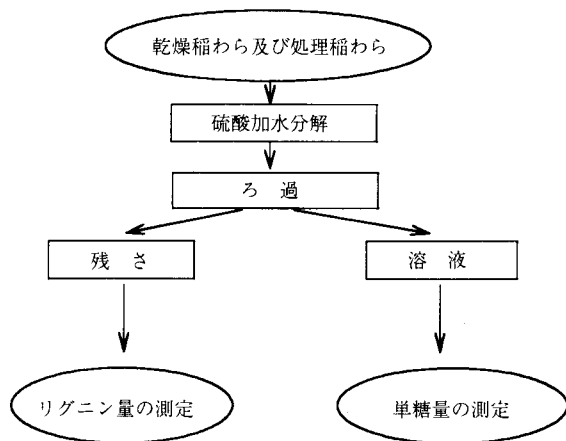 乾燥稲わら及び処理稲わら
硫酸加水分解
ろ 過
残 さ
溶 液
リグニン量の測定
単糖量の測定